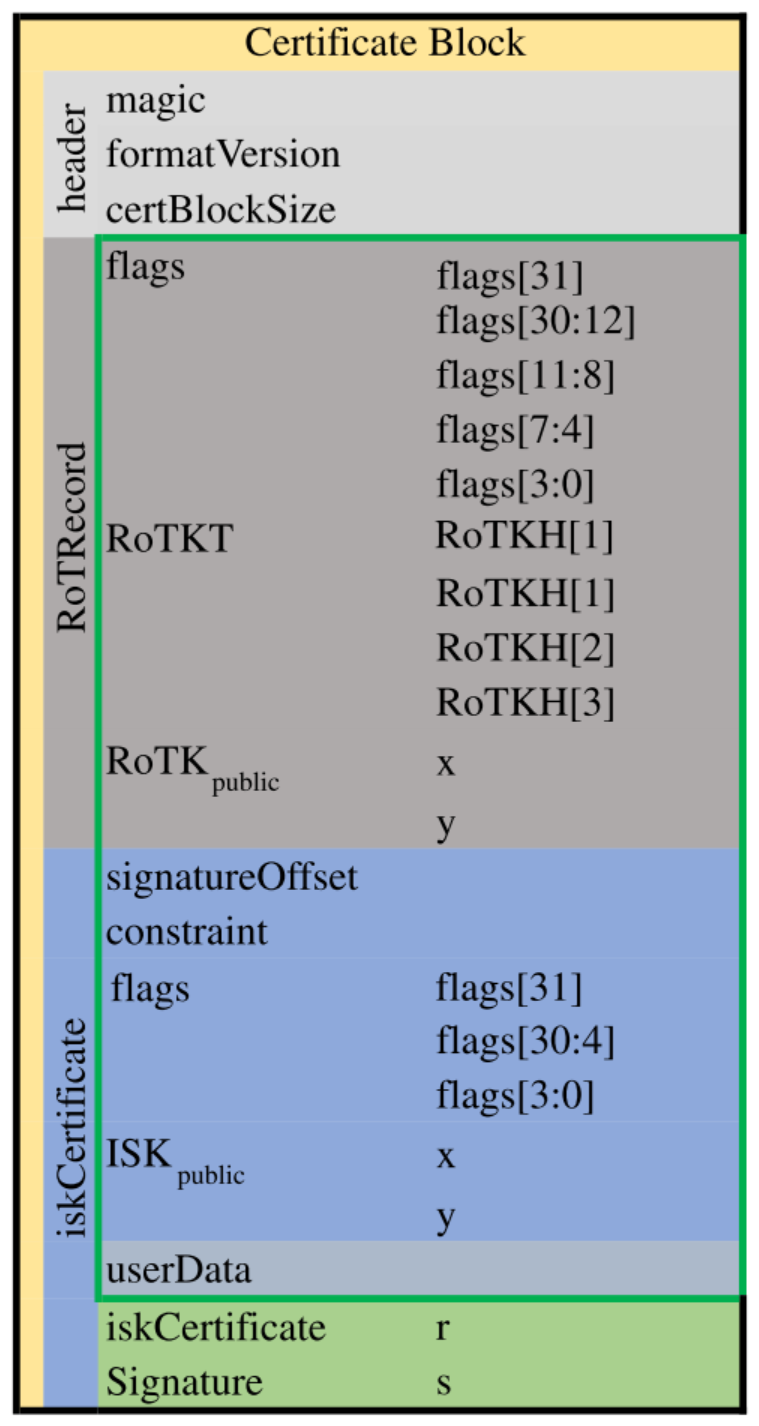 Certificate Block
header
magic
formatVersion
certBlockSize
RoTRecord
flags flags[31]
flags[30:12]
flags[11:8]
flags[7:4]
flags[3:0]
RoTKT RoTKH[1]
RoTKH[1]
RoTKH[2]
RoTKH[3]
RoTK public x
y
iskCertificate
signatureOffset
constraint
flags flags[31]
flags[30:4]
flags[3:0]
ISK public x
y
userData
iskCertificate r
Signature s